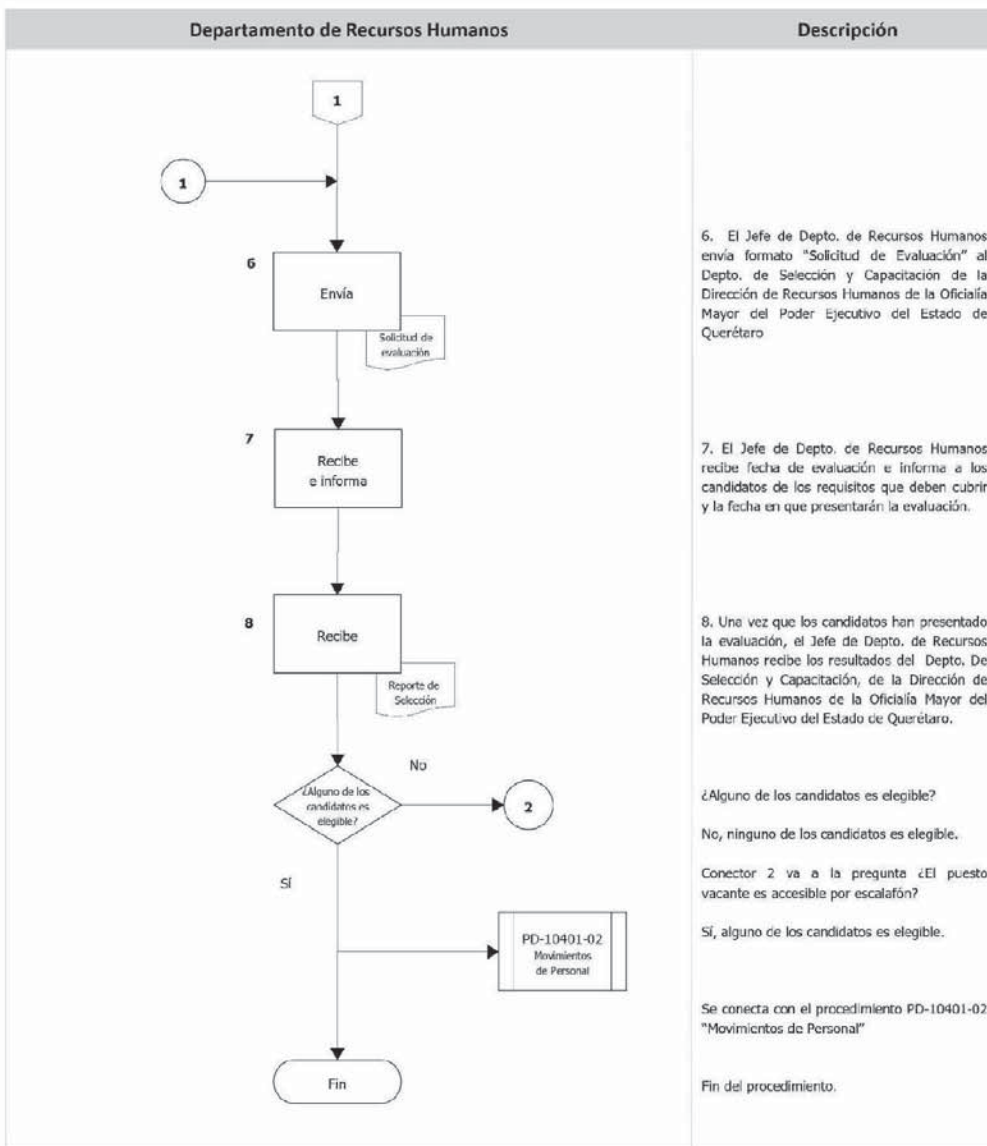 Departamento de Recursos Humanos
Descripción
1
1
6
Envía
Solicitud de
evaluación
6. El Jefe de Depto. de Recursos Humanos
envía formato "Solicitud de Evaluación" al
Depto. de Selección y Capacitación de la
Dirección de Recursos Humanos de la Oficialía
Mayor del Poder Ejecutivo del Estado de
Querétaro
7
Recibe
e informa
7. El Jefe de Depto. de Recursos Humanos
recibe fecha de evaluación e informa a los
candidatos de los requisitos que deben cubrir
y la fecha en que presentarán la evaluación.
8
Recibe
Reporte de
Selección
8. Una vez que los candidatos han presentado
la evaluación, el Jefe de Depto. de Recursos
Humanos recibe los resultados del Depto. De
Selección y Capacitación, de la Dirección de
Recursos Humanos de la Oficialía Mayor del
Poder Ejecutivo del Estado de Querétaro.
¿Alguno de los
candidatos es
elegible?
No
2
Sí
¿Alguno de los candidatos es elegible?
No, ninguno de los candidatos es elegible.
Conector 2 va a la pregunta ¿El puesto
vacante es accesible por escalafón?
Sí, alguno de los candidatos es elegible.
PD-10401-02
Movimientos
de Personal
Se conecta con el procedimiento PD-10401-02
"Movimientos de Personal"
Fin
Fin del procedimiento.